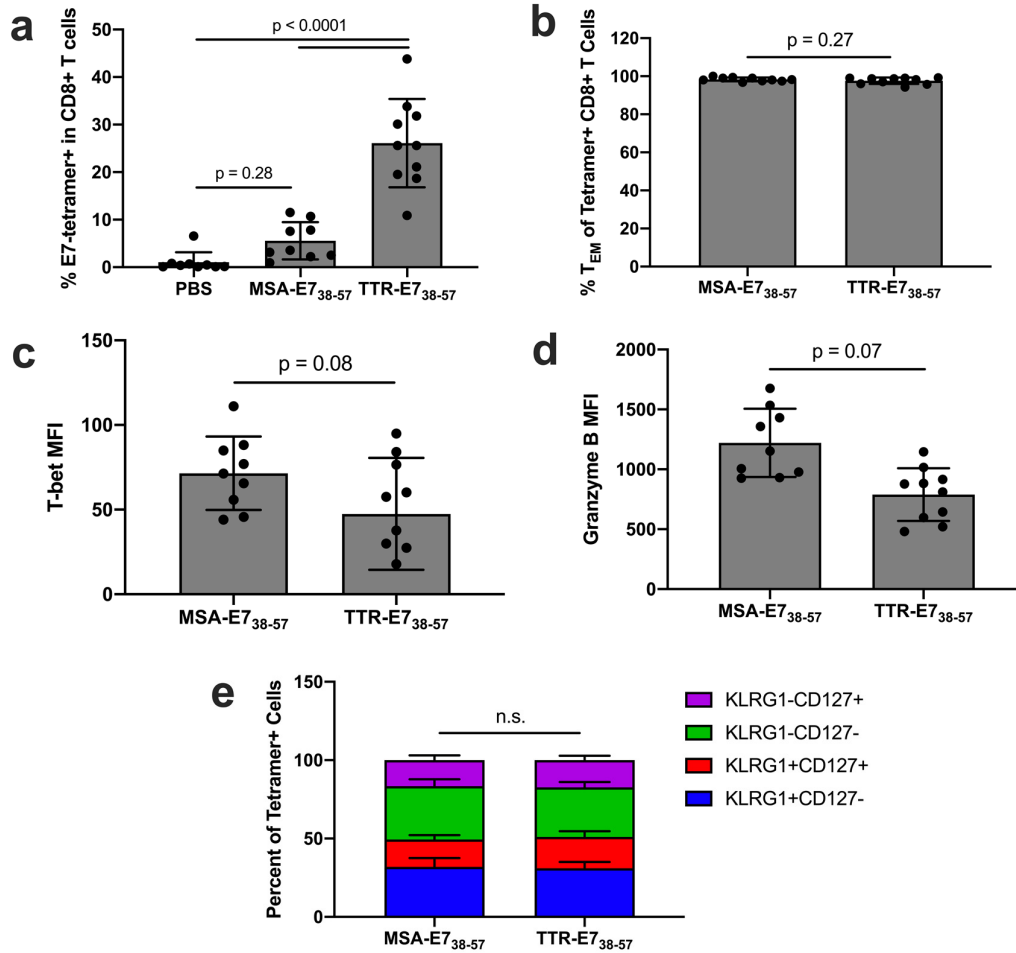 a
% E7-tetramer+ in CD8+ T cells
50
40
30
20
10
0
p < 0.0001
p = 0.28
PBS
MSA-E7₃₈₋₅₇
TTR-E7₃₈₋₅₇
b
% T_EM of Tetramer+ CD8+ T Cells
120
100
80
60
40
20
0
p = 0.27
MSA-E7₃₈₋₅₇
TTR-E7₃₈₋₅₇
c
T-bet MFI
150
100
50
0
p = 0.08
MSA-E7₃₈₋₅₇
TTR-E7₃₈₋₅₇
d
Granzyme B MFI
2000
1500
1000
500
0
p = 0.07
MSA-E7₃₈₋₅₇
TTR-E7₃₈₋₅₇
e
Percent of Tetramer+ Cells
150
100
50
0
n.s.
MSA-E7₃₈₋₅₇
TTR-E7₃₈₋₅₇
KLRG1-CD127+
KLRG1-CD127-
KLRG1+CD127+
KLRG1+CD127-